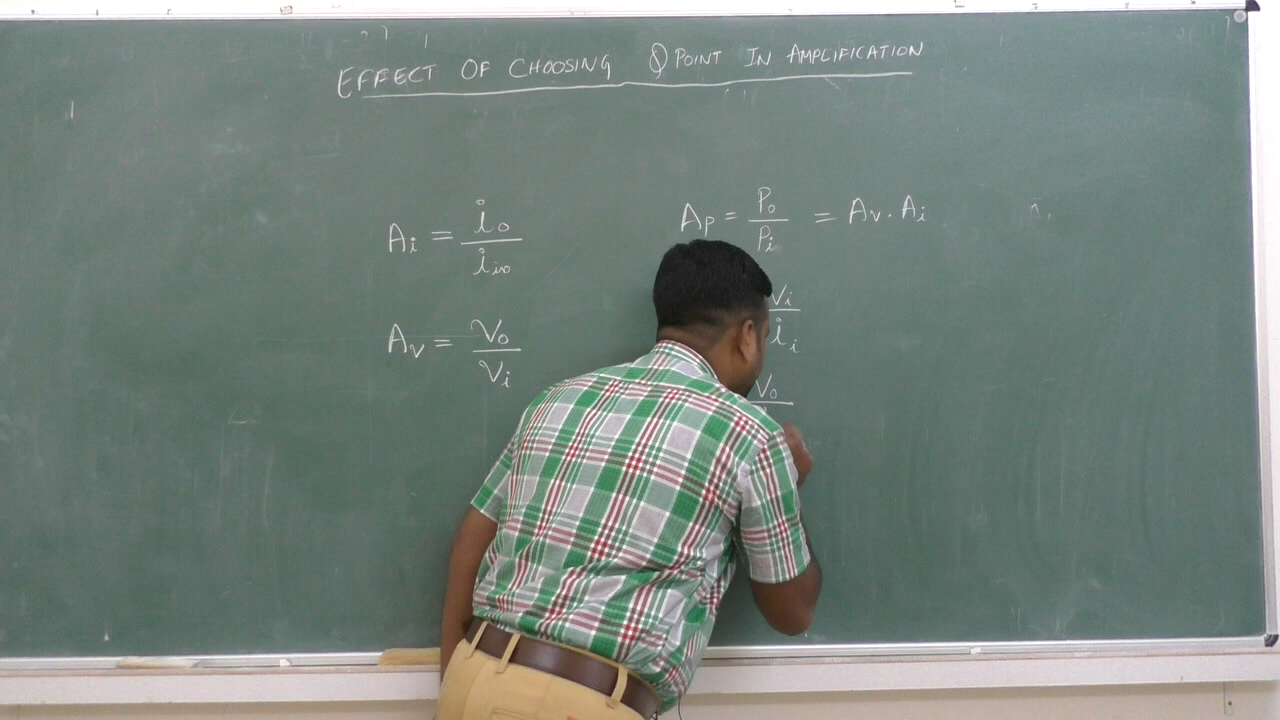 EFFECT OF CHOOSING Q POINT IN AMPLIFICATION
Ai = io / iin
Av = Vo / Vi
Ap = Po / Pi = Av . Ai
Vi / ii
Vo